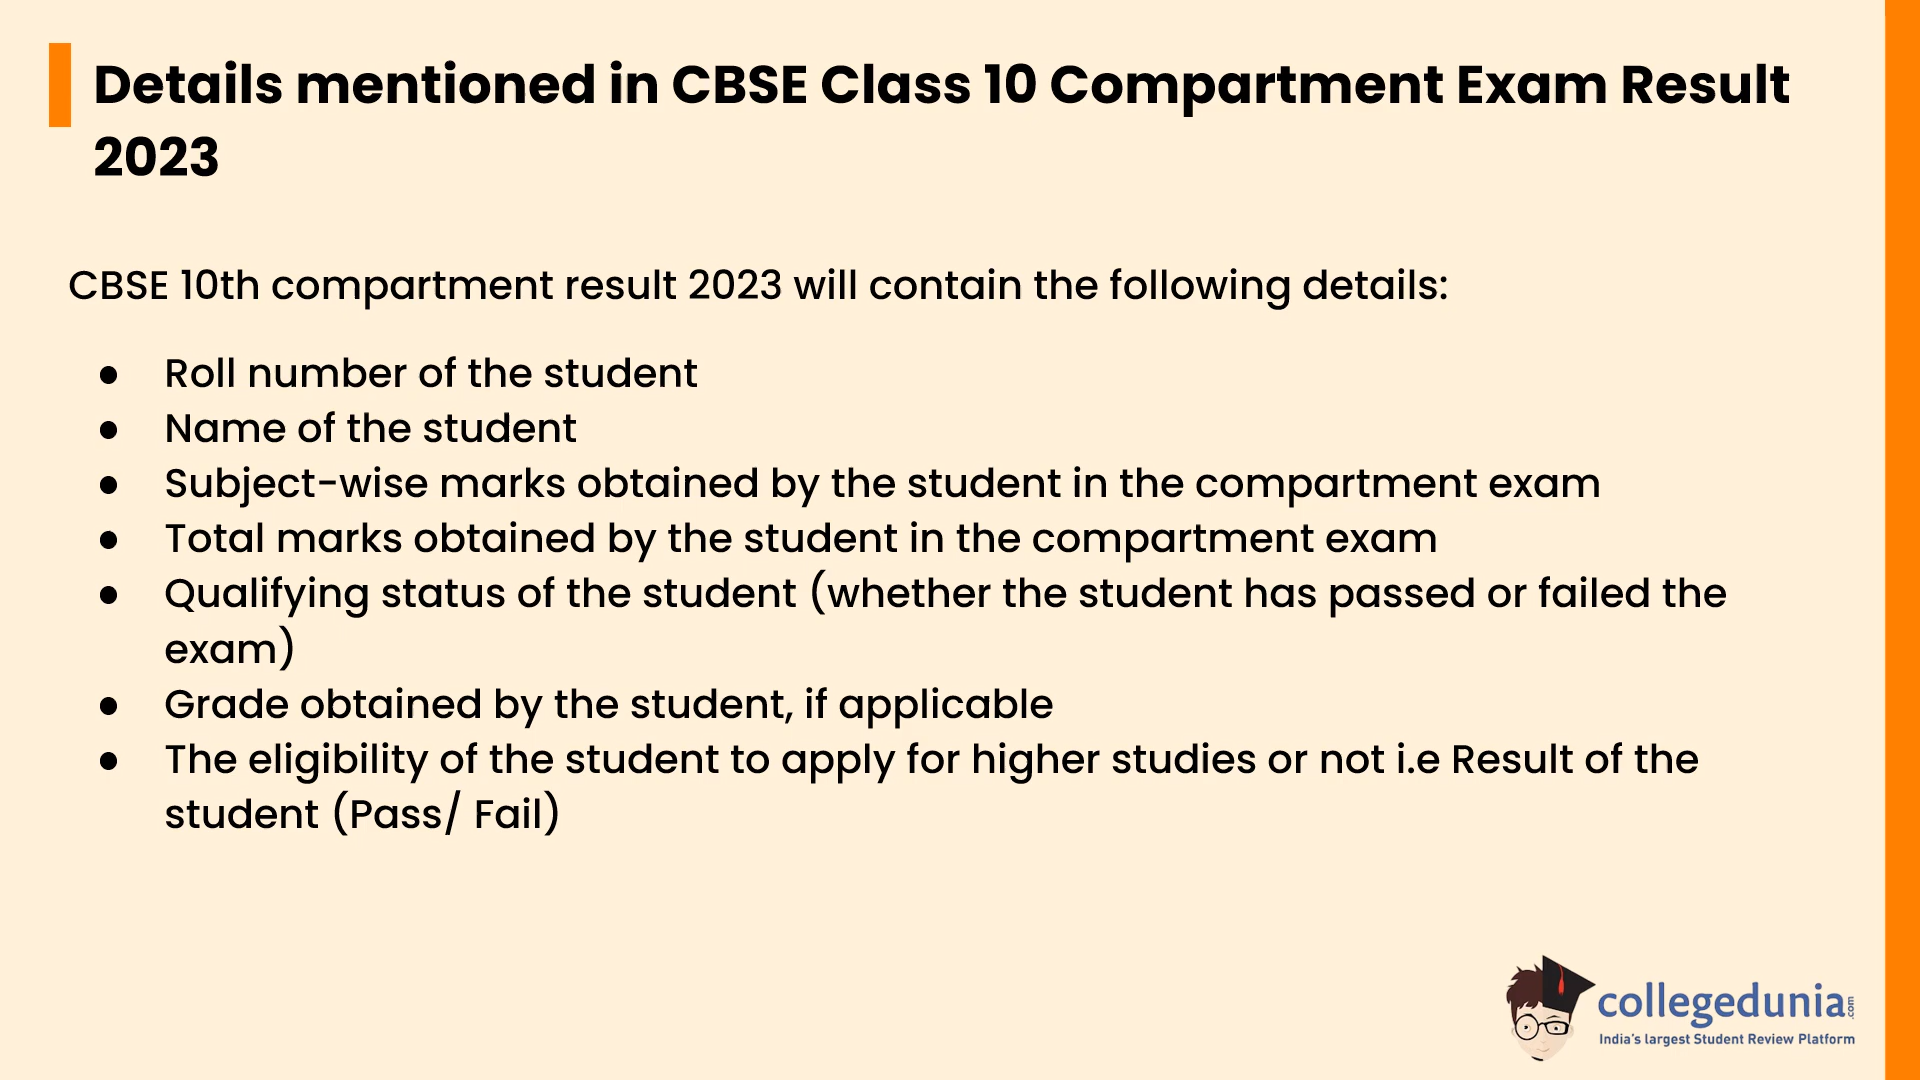 Details mentioned in CBSE Class 10 Compartment Exam Result
2023
CBSE 10th compartment result 2023 will contain the following details:
● Roll number of the student
● Name of the student
● Subject-wise marks obtained by the student in the compartment exam
● Total marks obtained by the student in the compartment exam
● Qualifying status of the student (whether the student has passed or failed the
exam)
● Grade obtained by the student, if applicable
● The eligibility of the student to apply for higher studies or not i.e Result of the
student (Pass/ Fail)
collegedunia.com
India's largest Student Review Platform